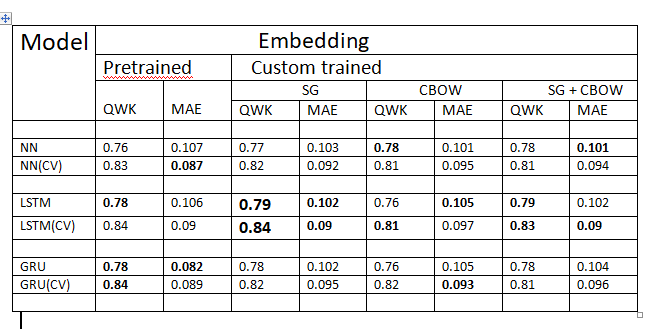 Model Embedding
Pretrained Custom trained
SG CBOW SG + CBOW
QWK MAE QWK MAE QWK MAE QWK MAE
NN 0.76 0.107 0.77 0.103 0.78 0.101 0.78 0.101
NN(CV) 0.83 0.087 0.82 0.092 0.81 0.095 0.81 0.094
LSTM 0.78 0.106 0.79 0.102 0.76 0.105 0.79 0.102
LSTM(CV) 0.84 0.09 0.84 0.09 0.81 0.097 0.83 0.09
GRU 0.78 0.082 0.78 0.102 0.76 0.105 0.78 0.104
GRU(CV) 0.84 0.089 0.82 0.095 0.82 0.093 0.81 0.096